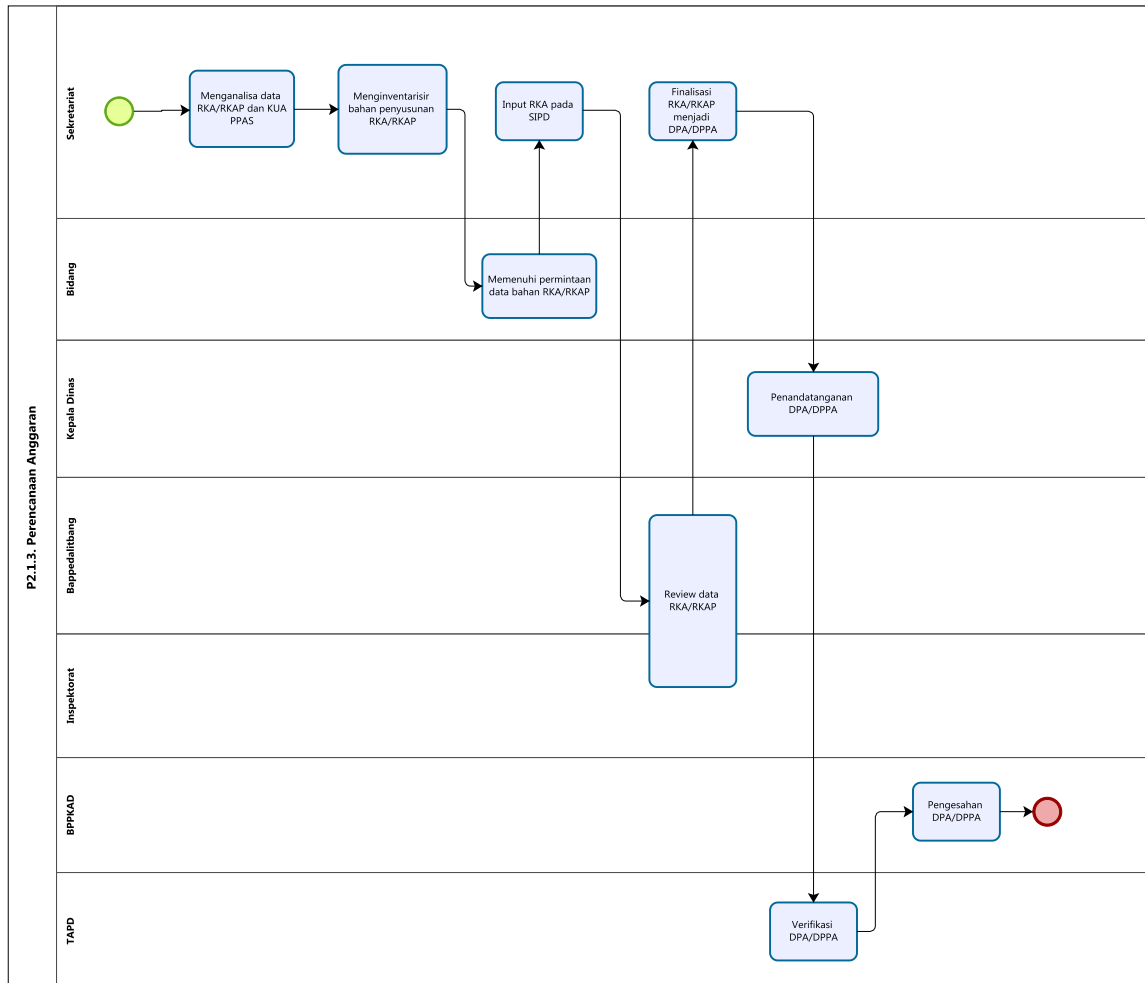 P2.1.3. Perencanaan Anggaran
Sekretariat
Menganalisa data
RKA/RKAP dan KUA
PPAS
Menginventarisir
bahan penyusunan
RKA/RKAP
Input RKA pada
SIPD
Finalisasi
RKA/RKAP
menjadi
DPA/DPPA
Bidang
Memenuhi permintaan
data bahan RKA/RKAP
Kepala Dinas
Penandatanganan
DPA/DPPA
Bappedalitbang
Review data
RKA/RKAP
Inspektorat
BPPKAD
Pengesahan
DPA/DPPA
TAPD
Verifikasi
DPA/DPPA